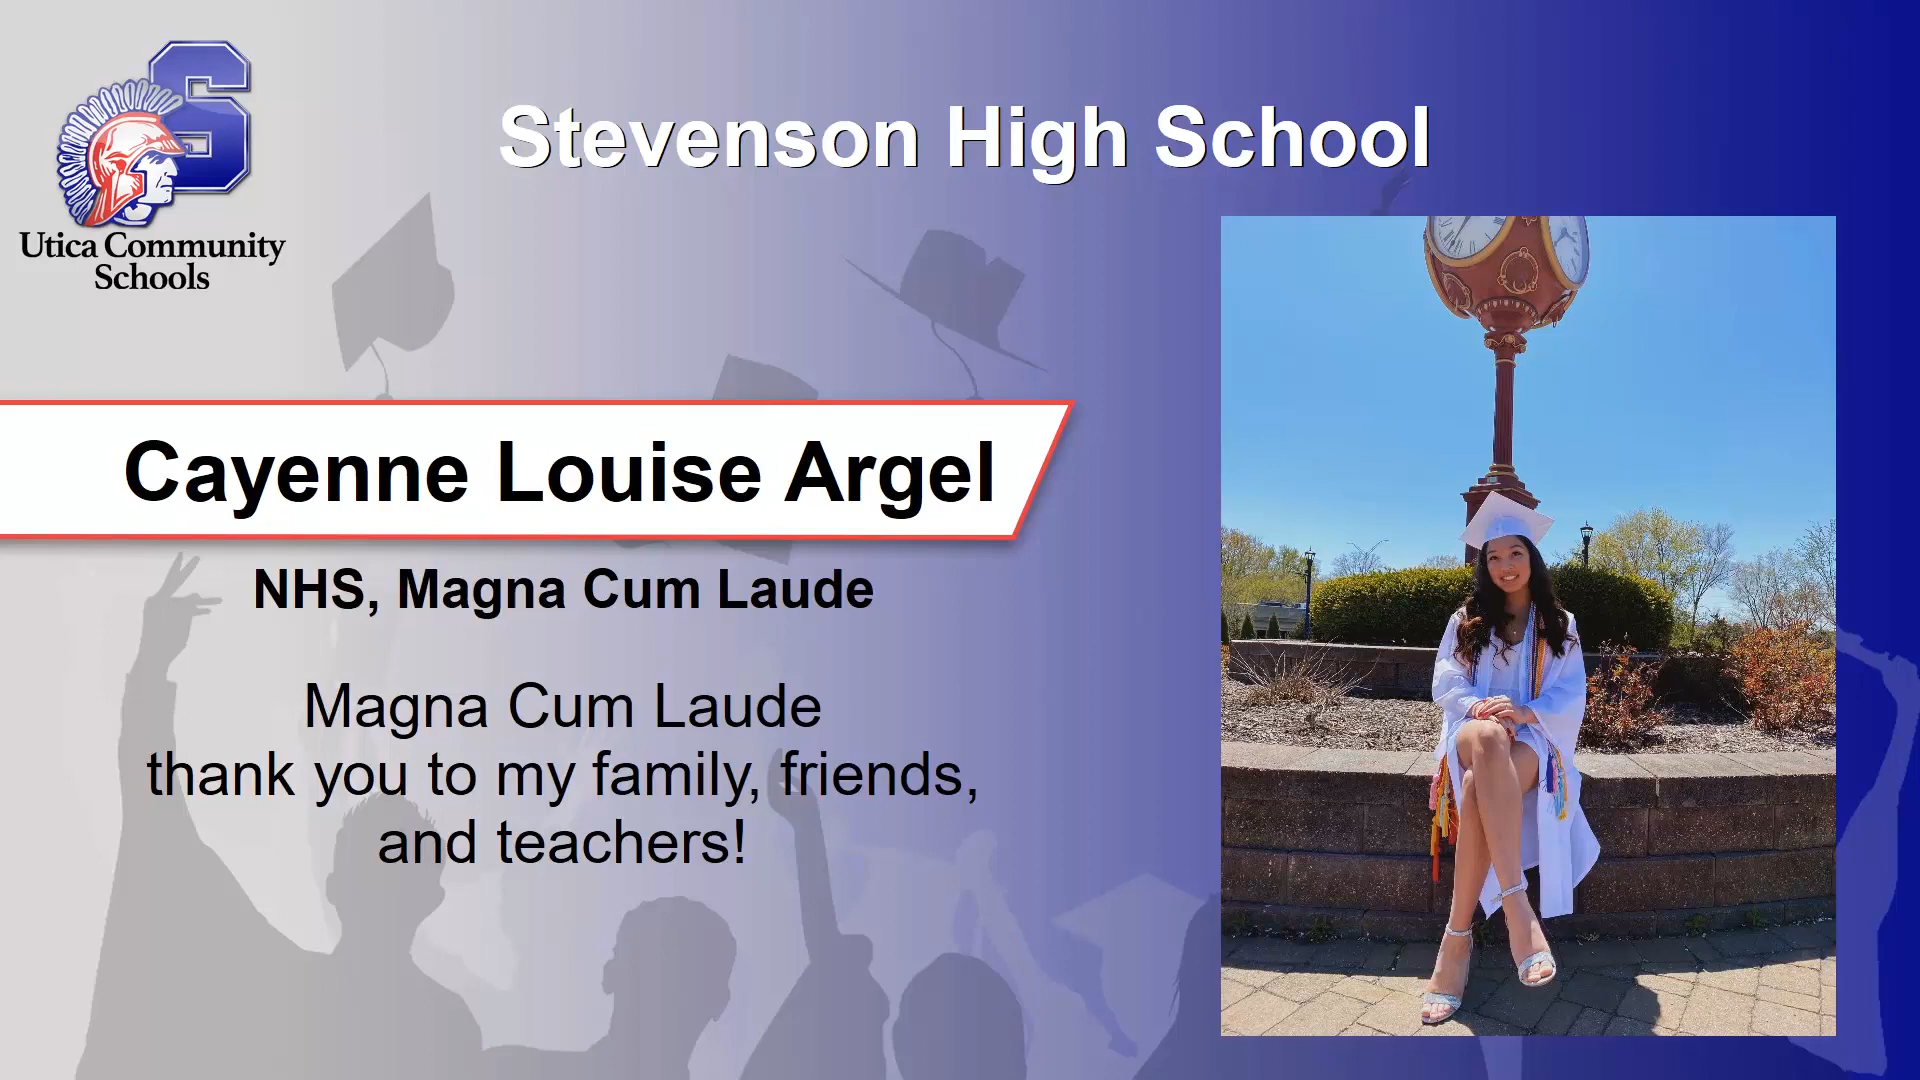 S
Utica Community
Schools
Stevenson High School
Cayenne Louise Argel
NHS, Magna Cum Laude
Magna Cum Laude
thank you to my family, friends,
and teachers!